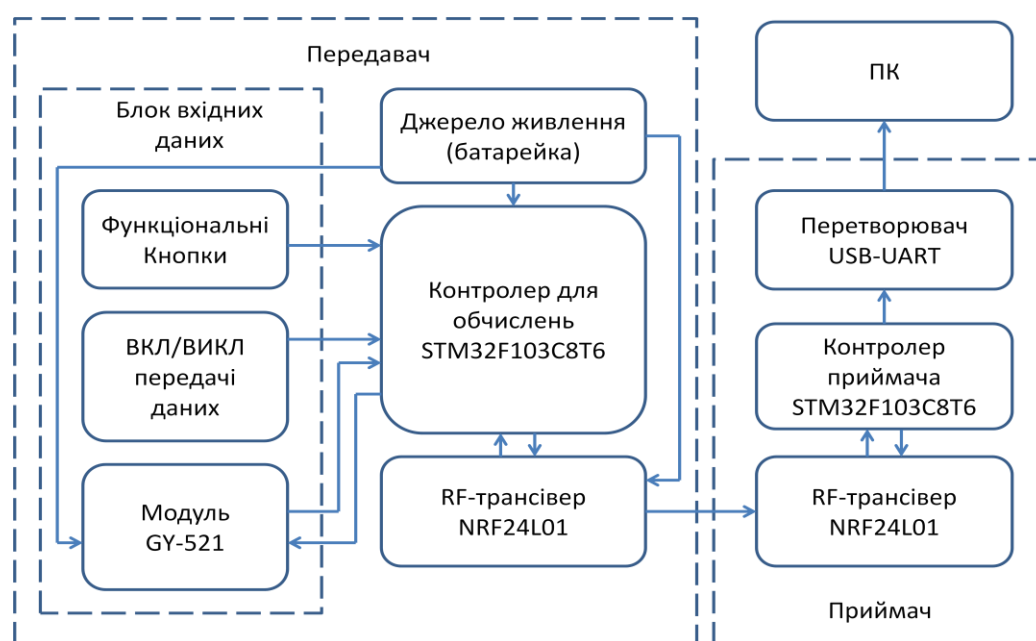 Передавач
Блок вхідних
даних
Джерело живлення
(батарейка)
Функціональні
Кнопки
Контролер для
обчислень
STM32F103C8T6
ВКЛ/ВИКЛ
передачі
даних
Модуль
GY-521
RF-трансівер
NRF24L01
ПК
Перетворювач
USB-UART
Контролер
приймача
STM32F103C8T6
RF-трансівер
NRF24L01
Приймач